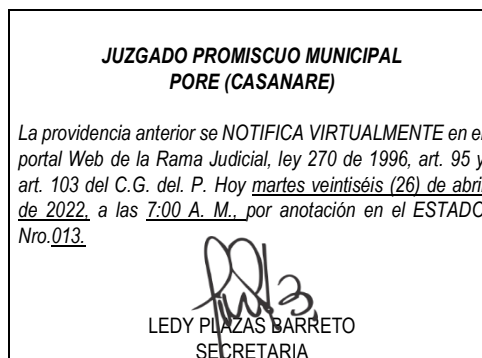 JUZGADO PROMISCUO MUNICIPAL
PORE (CASANARE)
La providencia anterior se NOTIFICA VIRTUALMENTE en el
portal Web de la Rama Judicial, ley 270 de 1996, art. 95 y
art. 103 del C.G. del. P. Hoy martes veintiséis (26) de abril
de 2022, a las 7:00 A. M., por anotación en el ESTADO
Nro.013.
LEDY PLAZAS BARRETO
SECRETARIA